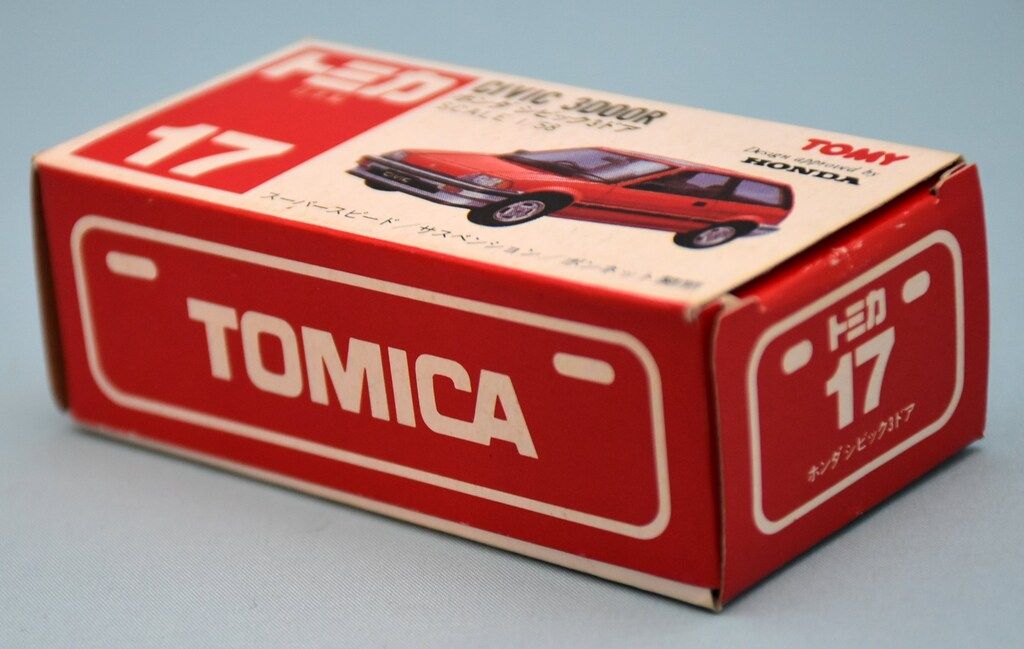 トミカ
17
CIVIC 3DOOR
ホンダ シビック3ドア
SCALE 1/58
TOMY
Design approved by
HONDA
CIVIC
スーパースピード/サスペンション/ボンネット開閉
TOMICA
トミカ
17
ホンダ シビック3ドア